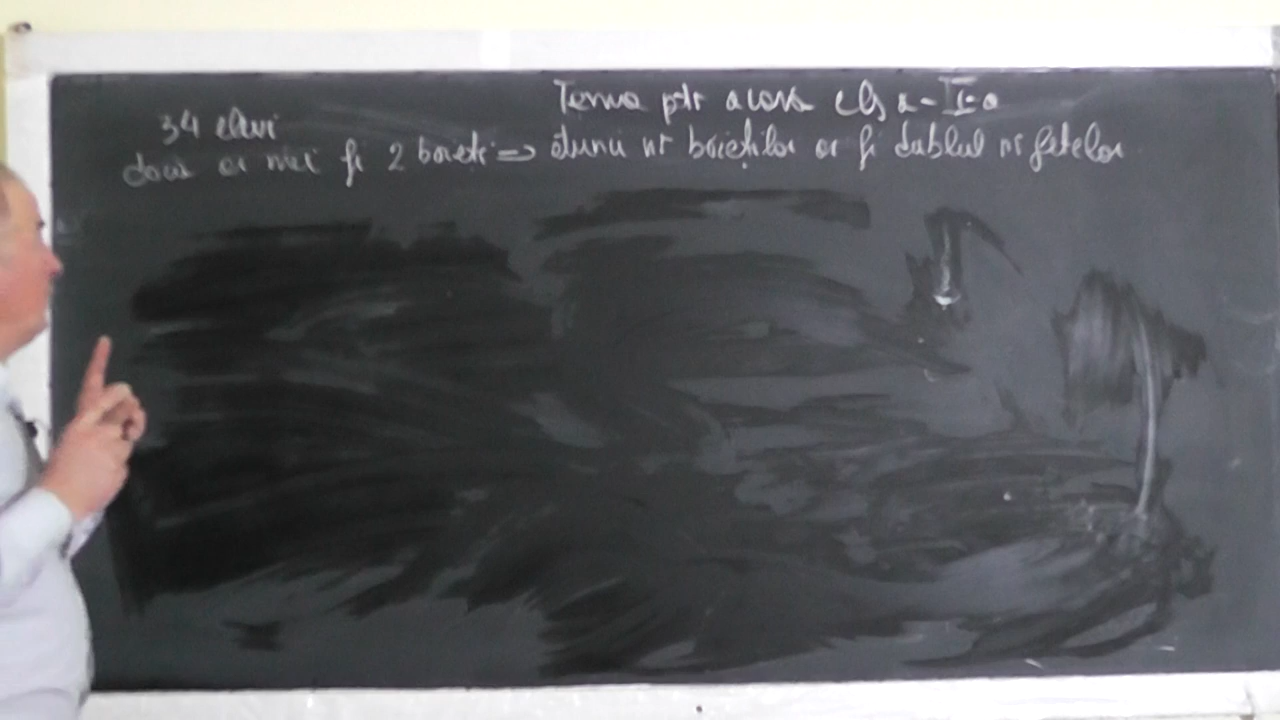 Tema ptr acasă cls a-II-a
34 elevi
dacă ar mai fi 2 băieți => atunci nr băieților ar fi dublul nr fetelor